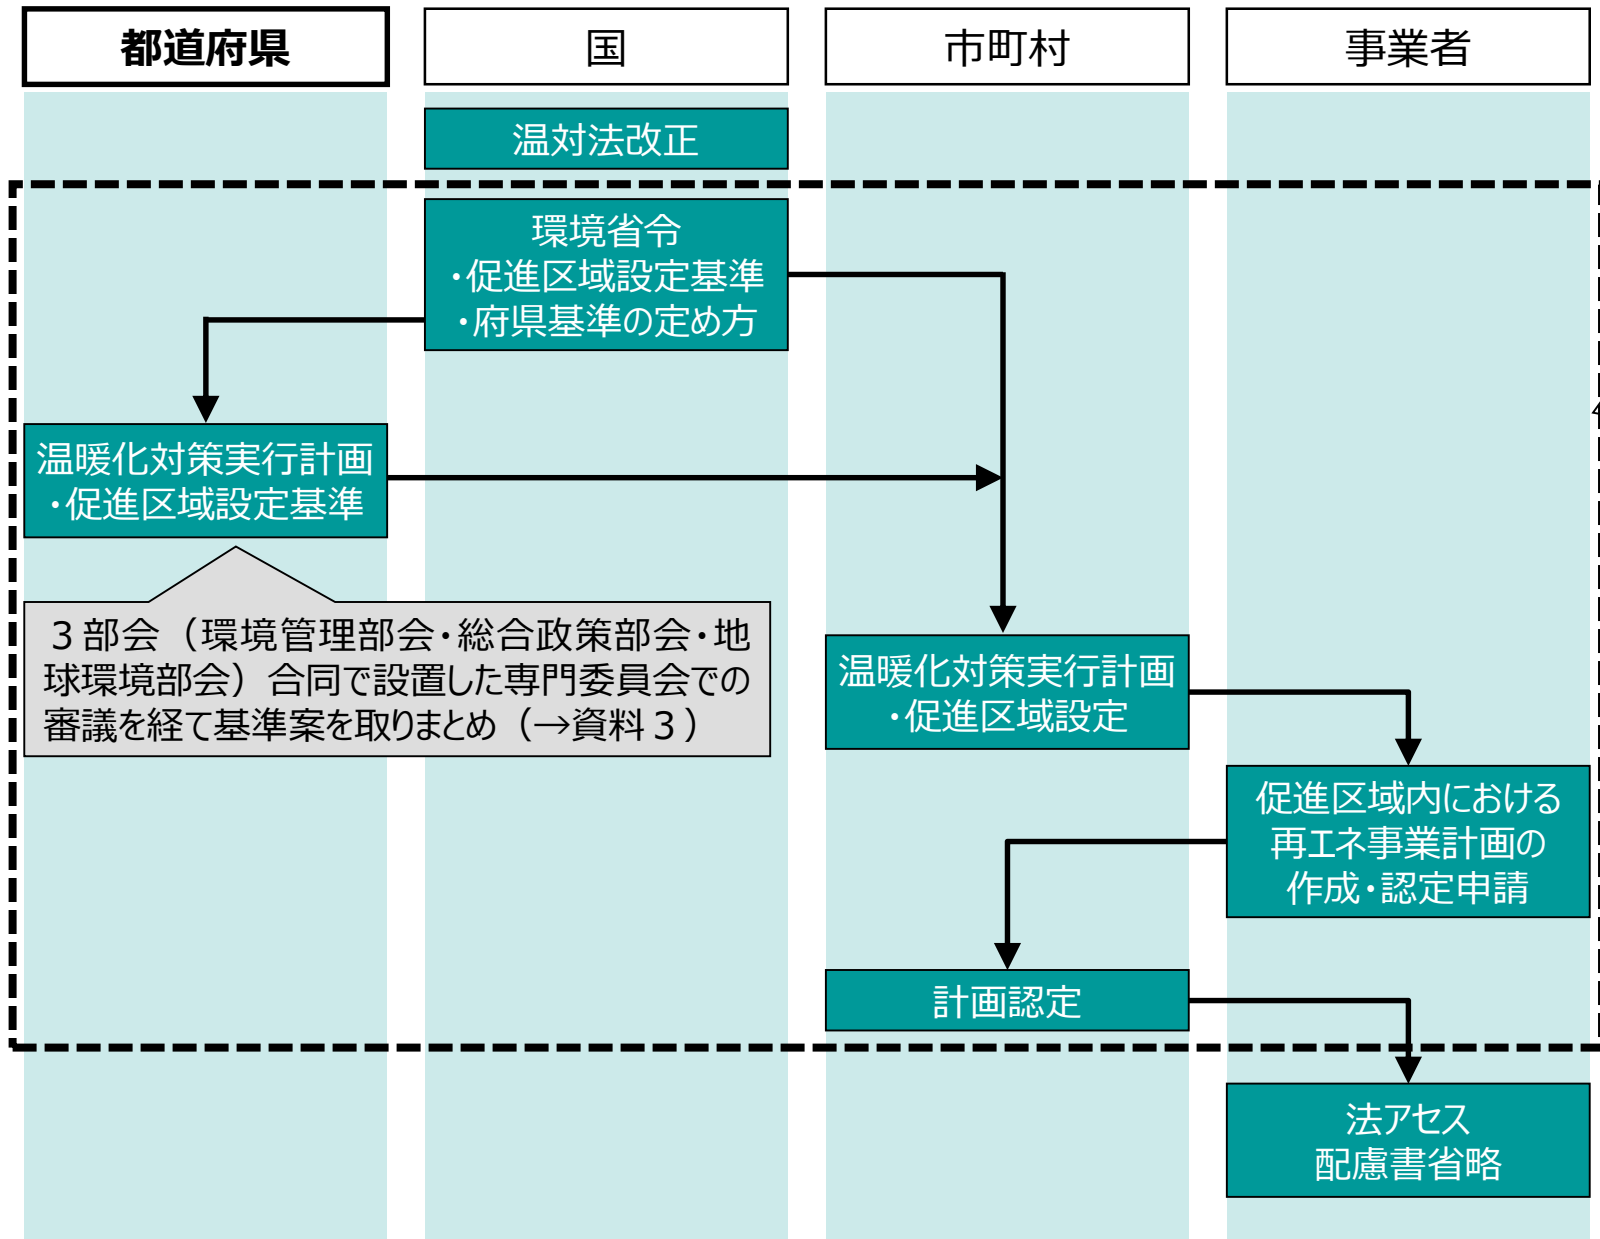 都道府県
国
市町村
事業者
温対法改正
環境省令
・促進区域設定基準
・府県基準の定め方
温暖化対策実行計画
・促進区域設定基準
３部会（環境管理部会・総合政策部会・地
球環境部会）合同で設置した専門委員会での
審議を経て基準案を取りまとめ（→資料３）
温暖化対策実行計画
・促進区域設定
促進区域内における
再エネ事業計画の
作成・認定申請
計画認定
法アセス
配慮書省略